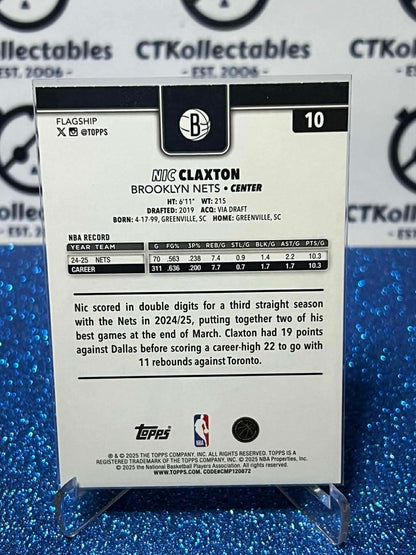 CTKollectables
- EST. 2006 -
CTKollectables
- EST. 2006 -
FLAGSHIP
@TOPPS
B
10
NIC CLAXTON
BROOKLYN NETS • CENTER
HT: 6'11" WT: 215
DRAFTED: 2019 ACQ: VIA DRAFT
BORN: 4-17-99, GREENVILLE, SC HOME: GREENVILLE, SC
NBA RECORD
YEAR TEAM G FG% 3P% REB/G STL/G BLK/G AST/G PTS/G
24-25 NETS 70 .563 .238 7.4 0.9 1.4 2.2 10.3
CAREER 311 .636 .200 7.7 0.7 1.7 1.7 10.3
Nic scored in double digits for a third straight season
with the Nets in 2024/25, putting together two of his
best games at the end of March. Claxton had 19 points
against Dallas before scoring a career-high 22 to go with
11 rebounds against Toronto.
Topps NBA
® & © 2025 THE TOPPS COMPANY, INC. ALL RIGHTS RESERVED. TOPPS IS A
REGISTERED TRADEMARK OF THE TOPPS COMPANY, INC. © 2025 NBA Properties, Inc.
© 2025 the National Basketball Players Association. All rights reserved.
WWW.TOPPS.COM. CODE#CMP120872